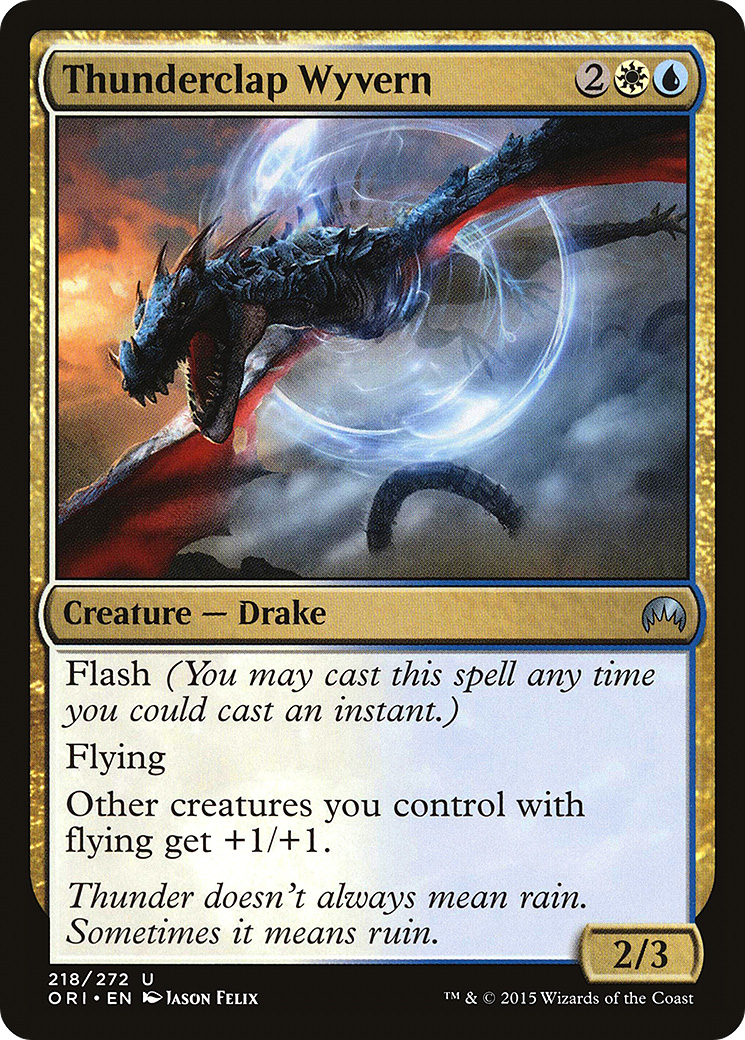 Thunderclap Wyvern 2
Creature — Drake
Flash (You may cast this spell any time
you could cast an instant.)
Flying
Other creatures you control with
flying get +1/+1.
Thunder doesn't always mean rain.
Sometimes it means ruin.
2/3
218/272 U
ORI • EN Jason Felix
™ & © 2015 Wizards of the Coast